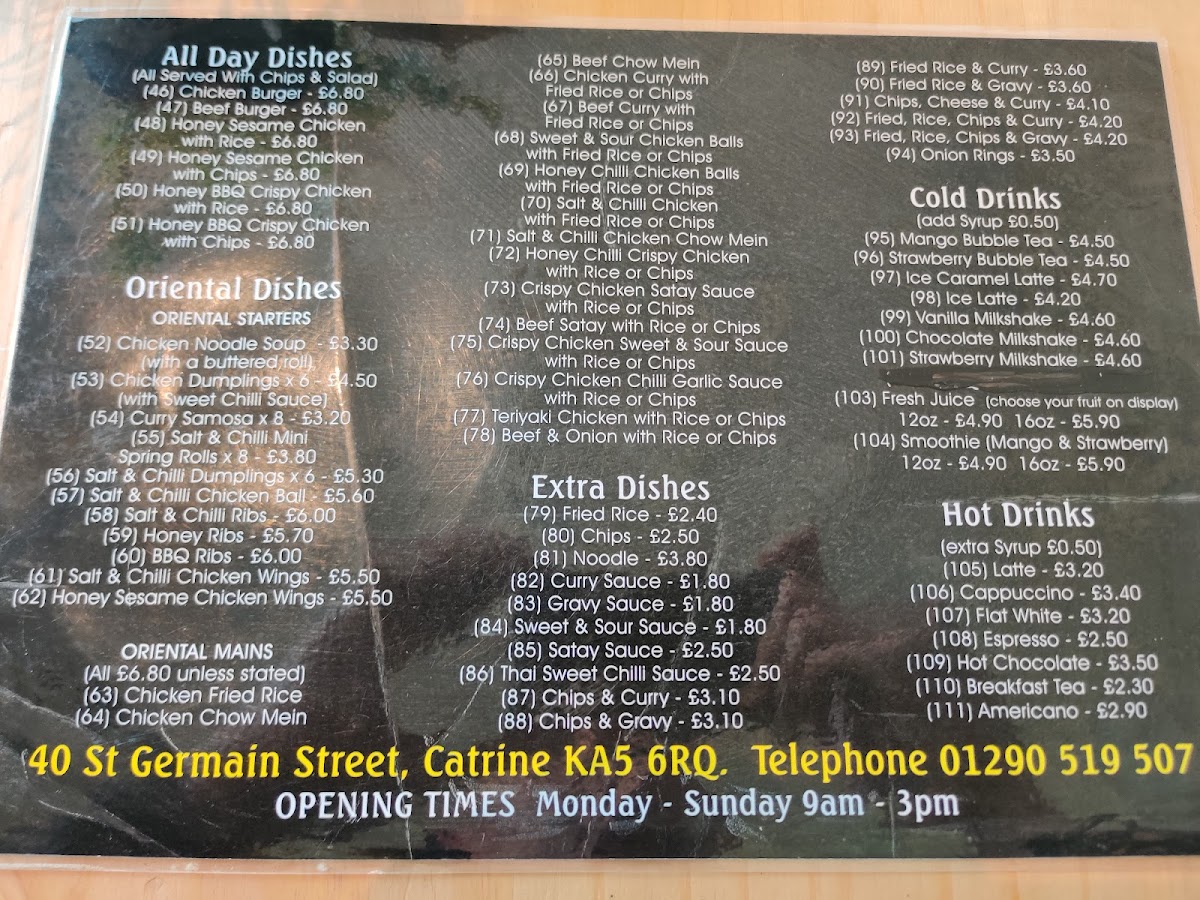 All Day Dishes
(All Served With Chips & Salad)
(46) Chicken Burger - £6.80
(47) Beef Burger - £6.80
(48) Honey Sesame Chicken
with Rice - £6.80
(49) Honey Sesame Chicken
with Chips - £6.80
(50) Honey BBQ Crispy Chicken
with Rice - £6.80
(51) Honey BBQ Crispy Chicken
with Chips - £6.80
Oriental Dishes
ORIENTAL STARTERS
(52) Chicken Noodle Soup - £3.30
(with a buttered roll)
(53) Chicken Dumplings x 6 - £4.50
(with Sweet Chilli Sauce)
(54) Curry Samosa x 8 - £3.20
(55) Salt & Chilli Mini
Spring Rolls x 8 - £3.80
(56) Salt & Chilli Dumplings x 6 - £5.30
(57) Salt & Chilli Chicken Ball - £5.60
(58) Salt & Chilli Ribs - £6.00
(59) Honey Ribs - £5.70
(60) BBQ Ribs - £6.00
(61) Salt & Chilli Chicken Wings - £5.50
(62) Honey Sesame Chicken Wings - £5.50
ORIENTAL MAINS
(All £6.80 unless stated)
(63) Chicken Fried Rice
(64) Chicken Chow Mein
(65) Beef Chow Mein
(66) Chicken Curry with
Fried Rice or Chips
(67) Beef Curry with
Fried Rice or Chips
(68) Sweet & Sour Chicken Balls
with Fried Rice or Chips
(69) Honey Chilli Chicken Balls
with Fried Rice or Chips
(70) Salt & Chilli Chicken
with Fried Rice or Chips
(71) Salt & Chilli Chicken Chow Mein
(72) Honey Chilli Crispy Chicken
with Rice or Chips
(73) Crispy Chicken Satay Sauce
with Rice or Chips
(74) Beef Satay with Rice or Chips
(75) Crispy Chicken Sweet & Sour Sauce
with Rice or Chips
(76) Crispy Chicken Chilli Garlic Sauce
with Rice or Chips
(77) Teriyaki Chicken with Rice or Chips
(78) Beef & Onion with Rice or Chips
Extra Dishes
(79) Fried Rice - £2.40
(80) Chips - £2.50
(81) Noodle - £3.80
(82) Curry Sauce - £1.80
(83) Gravy Sauce - £1.80
(84) Sweet & Sour Sauce - £1.80
(85) Satay Sauce - £2.50
(86) Thai Sweet Chilli Sauce - £2.50
(87) Chips & Curry - £3.10
(88) Chips & Gravy - £3.10
(89) Fried Rice & Curry - £3.60
(90) Fried Rice & Gravy - £3.60
(91) Chips, Cheese & Curry - £4.10
(92) Fried, Rice, Chips & Curry - £4.20
(93) Fried, Rice, Chips & Gravy - £4.20
(94) Onion Rings - £3.50
Cold Drinks
(add Syrup £0.50)
(95) Mango Bubble Tea - £4.50
(96) Strawberry Bubble Tea - £4.50
(97) Ice Caramel Latte - £4.70
(98) Ice Latte - £4.20
(99) Vanilla Milkshake - £4.60
(100) Chocolate Milkshake - £4.60
(101) Strawberry Milkshake - £4.60
(103) Fresh Juice (choose your fruit on display)
12oz - £4.90 16oz - £5.90
(104) Smoothie (Mango & Strawberry)
12oz - £4.90 16oz - £5.90
Hot Drinks
(extra Syrup £0.50)
(105) Latte - £3.20
(106) Cappuccino - £3.40
(107) Flat White - £3.20
(108) Espresso - £2.50
(109) Hot Chocolate - £3.50
(110) Breakfast Tea - £2.30
(111) Americano - £2.90
40 St Germain Street, Catrine KA5 6RQ. Telephone 01290 519 507
OPENING TIMES Monday - Sunday 9am - 3pm